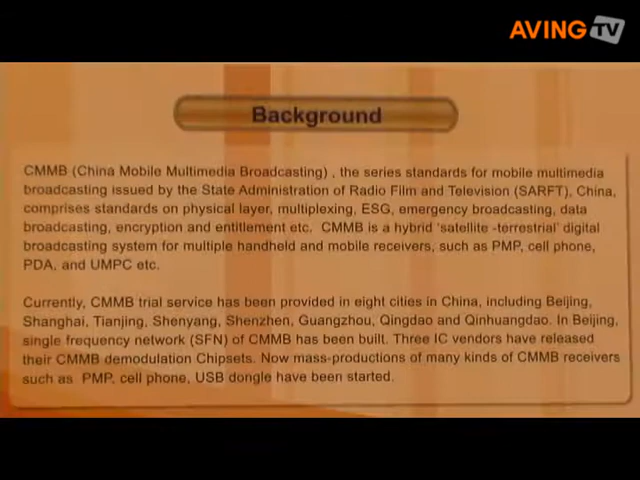 AVING TV
Background
CMMB (China Mobile Multimedia Broadcasting) , the series standards for mobile multimedia
broadcasting issued by the State Administration of Radio Film and Television (SARFT), China,
comprises standards on physical layer, multiplexing, ESG, emergency broadcasting, data
broadcasting, encryption and entitlement etc. CMMB is a hybrid 'satellite -terrestrial' digital
broadcasting system for multiple handheld and mobile receivers, such as PMP, cell phone,
PDA, and UMPC etc.
Currently, CMMB trial service has been provided in eight cities in China, including Beijing,
Shanghai, Tianjing, Shenyang, Shenzhen, Guangzhou, Qingdao and Qinhuangdao. In Beijing,
single frequency network (SFN) of CMMB has been built. Three IC vendors have released
their CMMB demodulation Chipsets. Now mass-productions of many kinds of CMMB receivers
such as PMP, cell phone, USB dongle have been started.